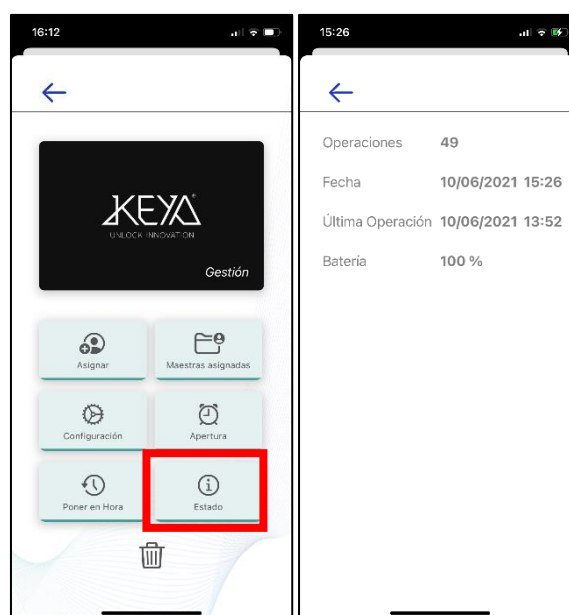 16:12
KEYA
UNLOCK INNOVATION
Gestión
Asignar
Maestras asignadas
Configuración
Apertura
Poner en Hora
Estado
15:26
Operaciones 49
Fecha 10/06/2021 15:26
Última Operación 10/06/2021 13:52
Batería 100 %